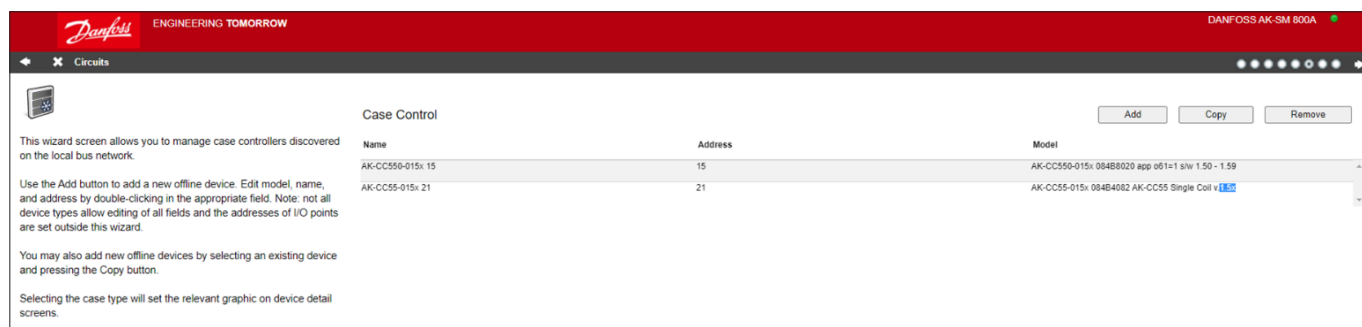 Danfoss
ENGINEERING TOMORROW
DANFOSS AK-SM 800A
Circuits
This wizard screen allows you to manage case controllers discovered
on the local bus network.
Use the Add button to add a new offline device. Edit model, name,
and address by double-clicking in the appropriate field. Note: not all
device types allow editing of all fields and the addresses of I/O points
are set outside this wizard.
You may also add new offline devices by selecting an existing device
and pressing the Copy button.
Selecting the case type will set the relevant graphic on device detail
screens.
Case Control
Add Copy Remove
Name Address Model
AK-CC550-015x 15 15 AK-CC550-015x 084B8020 app o61=1 s/w 1.50 - 1.59
AK-CC55-015x 21 21 AK-CC55-015x 084B4082 AK-CC55 Single Coil v.1.5x